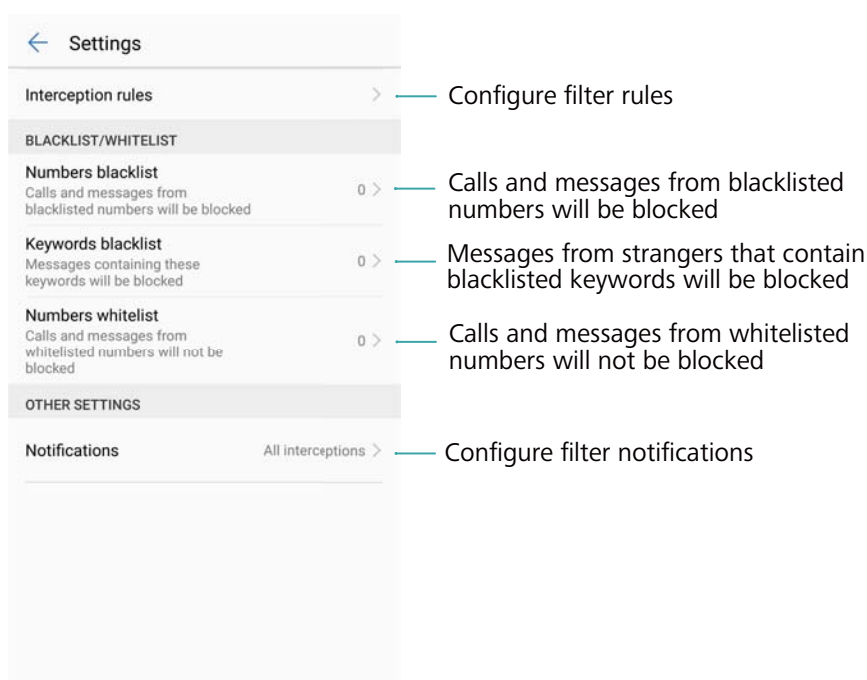 Settings
Interception rules
Configure filter rules
BLACKLIST/WHITELIST
Numbers blacklist
Calls and messages from
blacklisted numbers will be blocked
0
Calls and messages from blacklisted
numbers will be blocked
Keywords blacklist
Messages containing these
keywords will be blocked
0
Messages from strangers that contain
blacklisted keywords will be blocked
Numbers whitelist
Calls and messages from
whitelisted numbers will not be
blocked
0
Calls and messages from whitelisted
numbers will not be blocked
OTHER SETTINGS
Notifications
All interceptions
Configure filter notifications